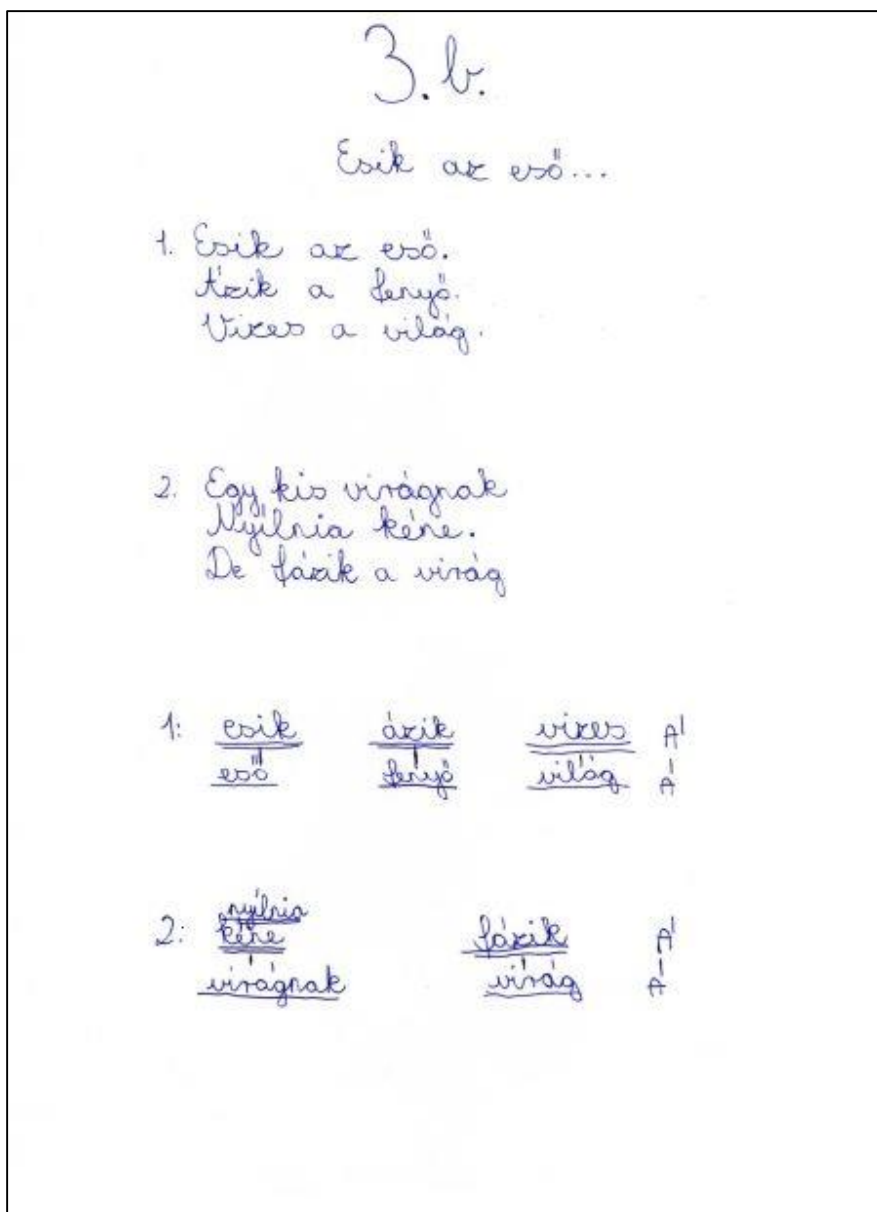 3. b.
Esik az eső...
1. Esik az eső.
Ázik a fenyő.
Vizes a világ.
2. Egy kis virágnak
Nyílnia kéne.
De fázik a virág
1: esik ázik vizes Á
eső fenyő világ Á
nyílnia
2: kéne fázik Á
virágnak virág Á